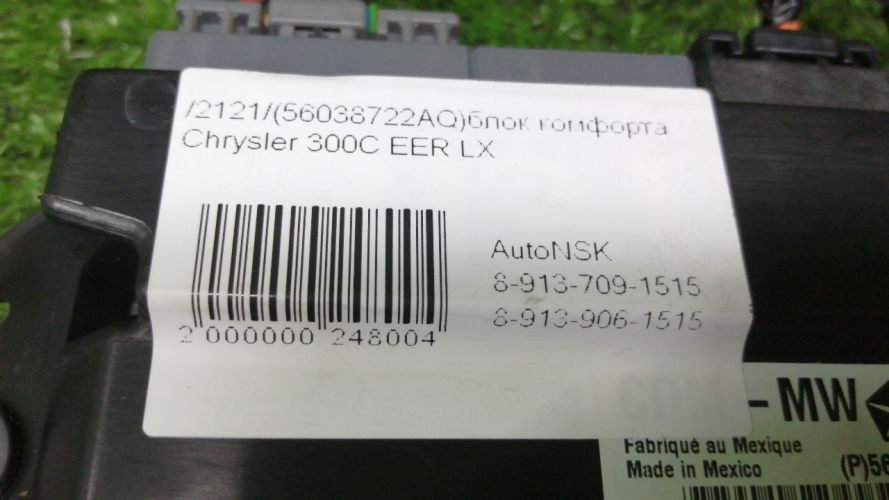 /2121/(56038722AQ)блок комфорта
Chrysler 300C EER LX
AutoNSK
8-913-709-1515
8-913-906-1515
2 000000 248004
- MW
Fabriqué au Mexique
Made in Mexico
(P)56